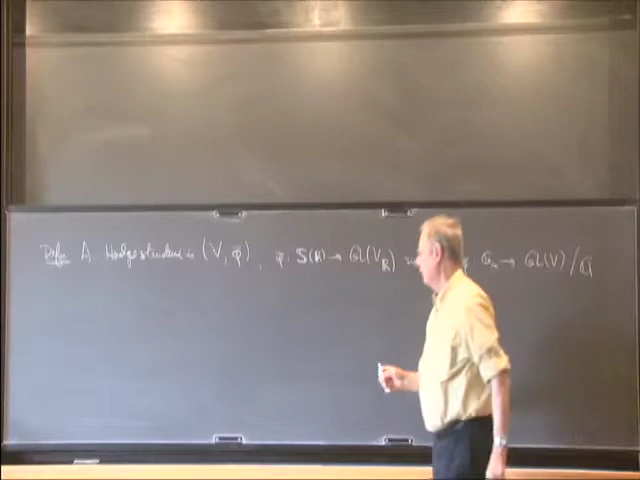 Defn A Hodge structure is (V, φ̃), φ̃: S(R) → GL(V_R) G_m → GL(V)/Q